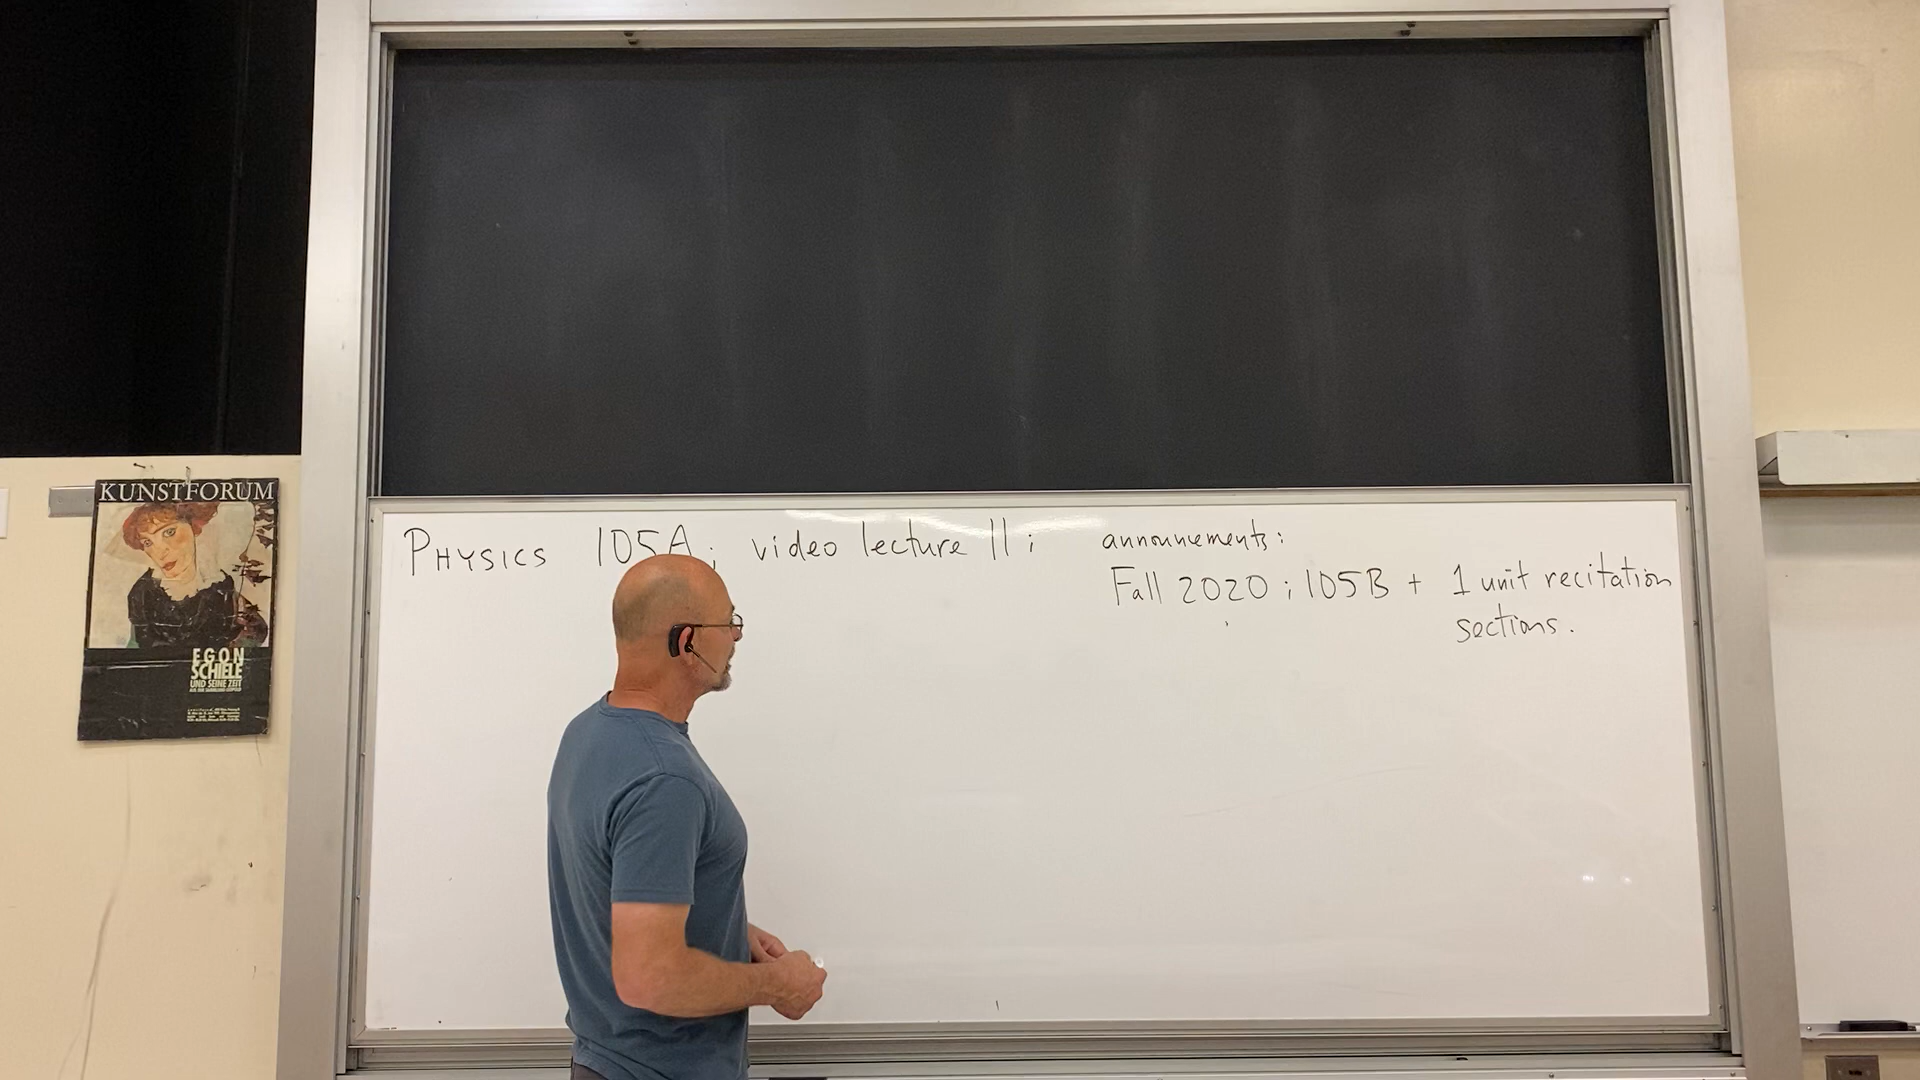 KUNSTFORUM
EGON
SCHIELE
UND SEINE ZEIT
PHYSICS 105A; video lecture 11; announcements:
Fall 2020; 105B + 1 unit recitation
sections.